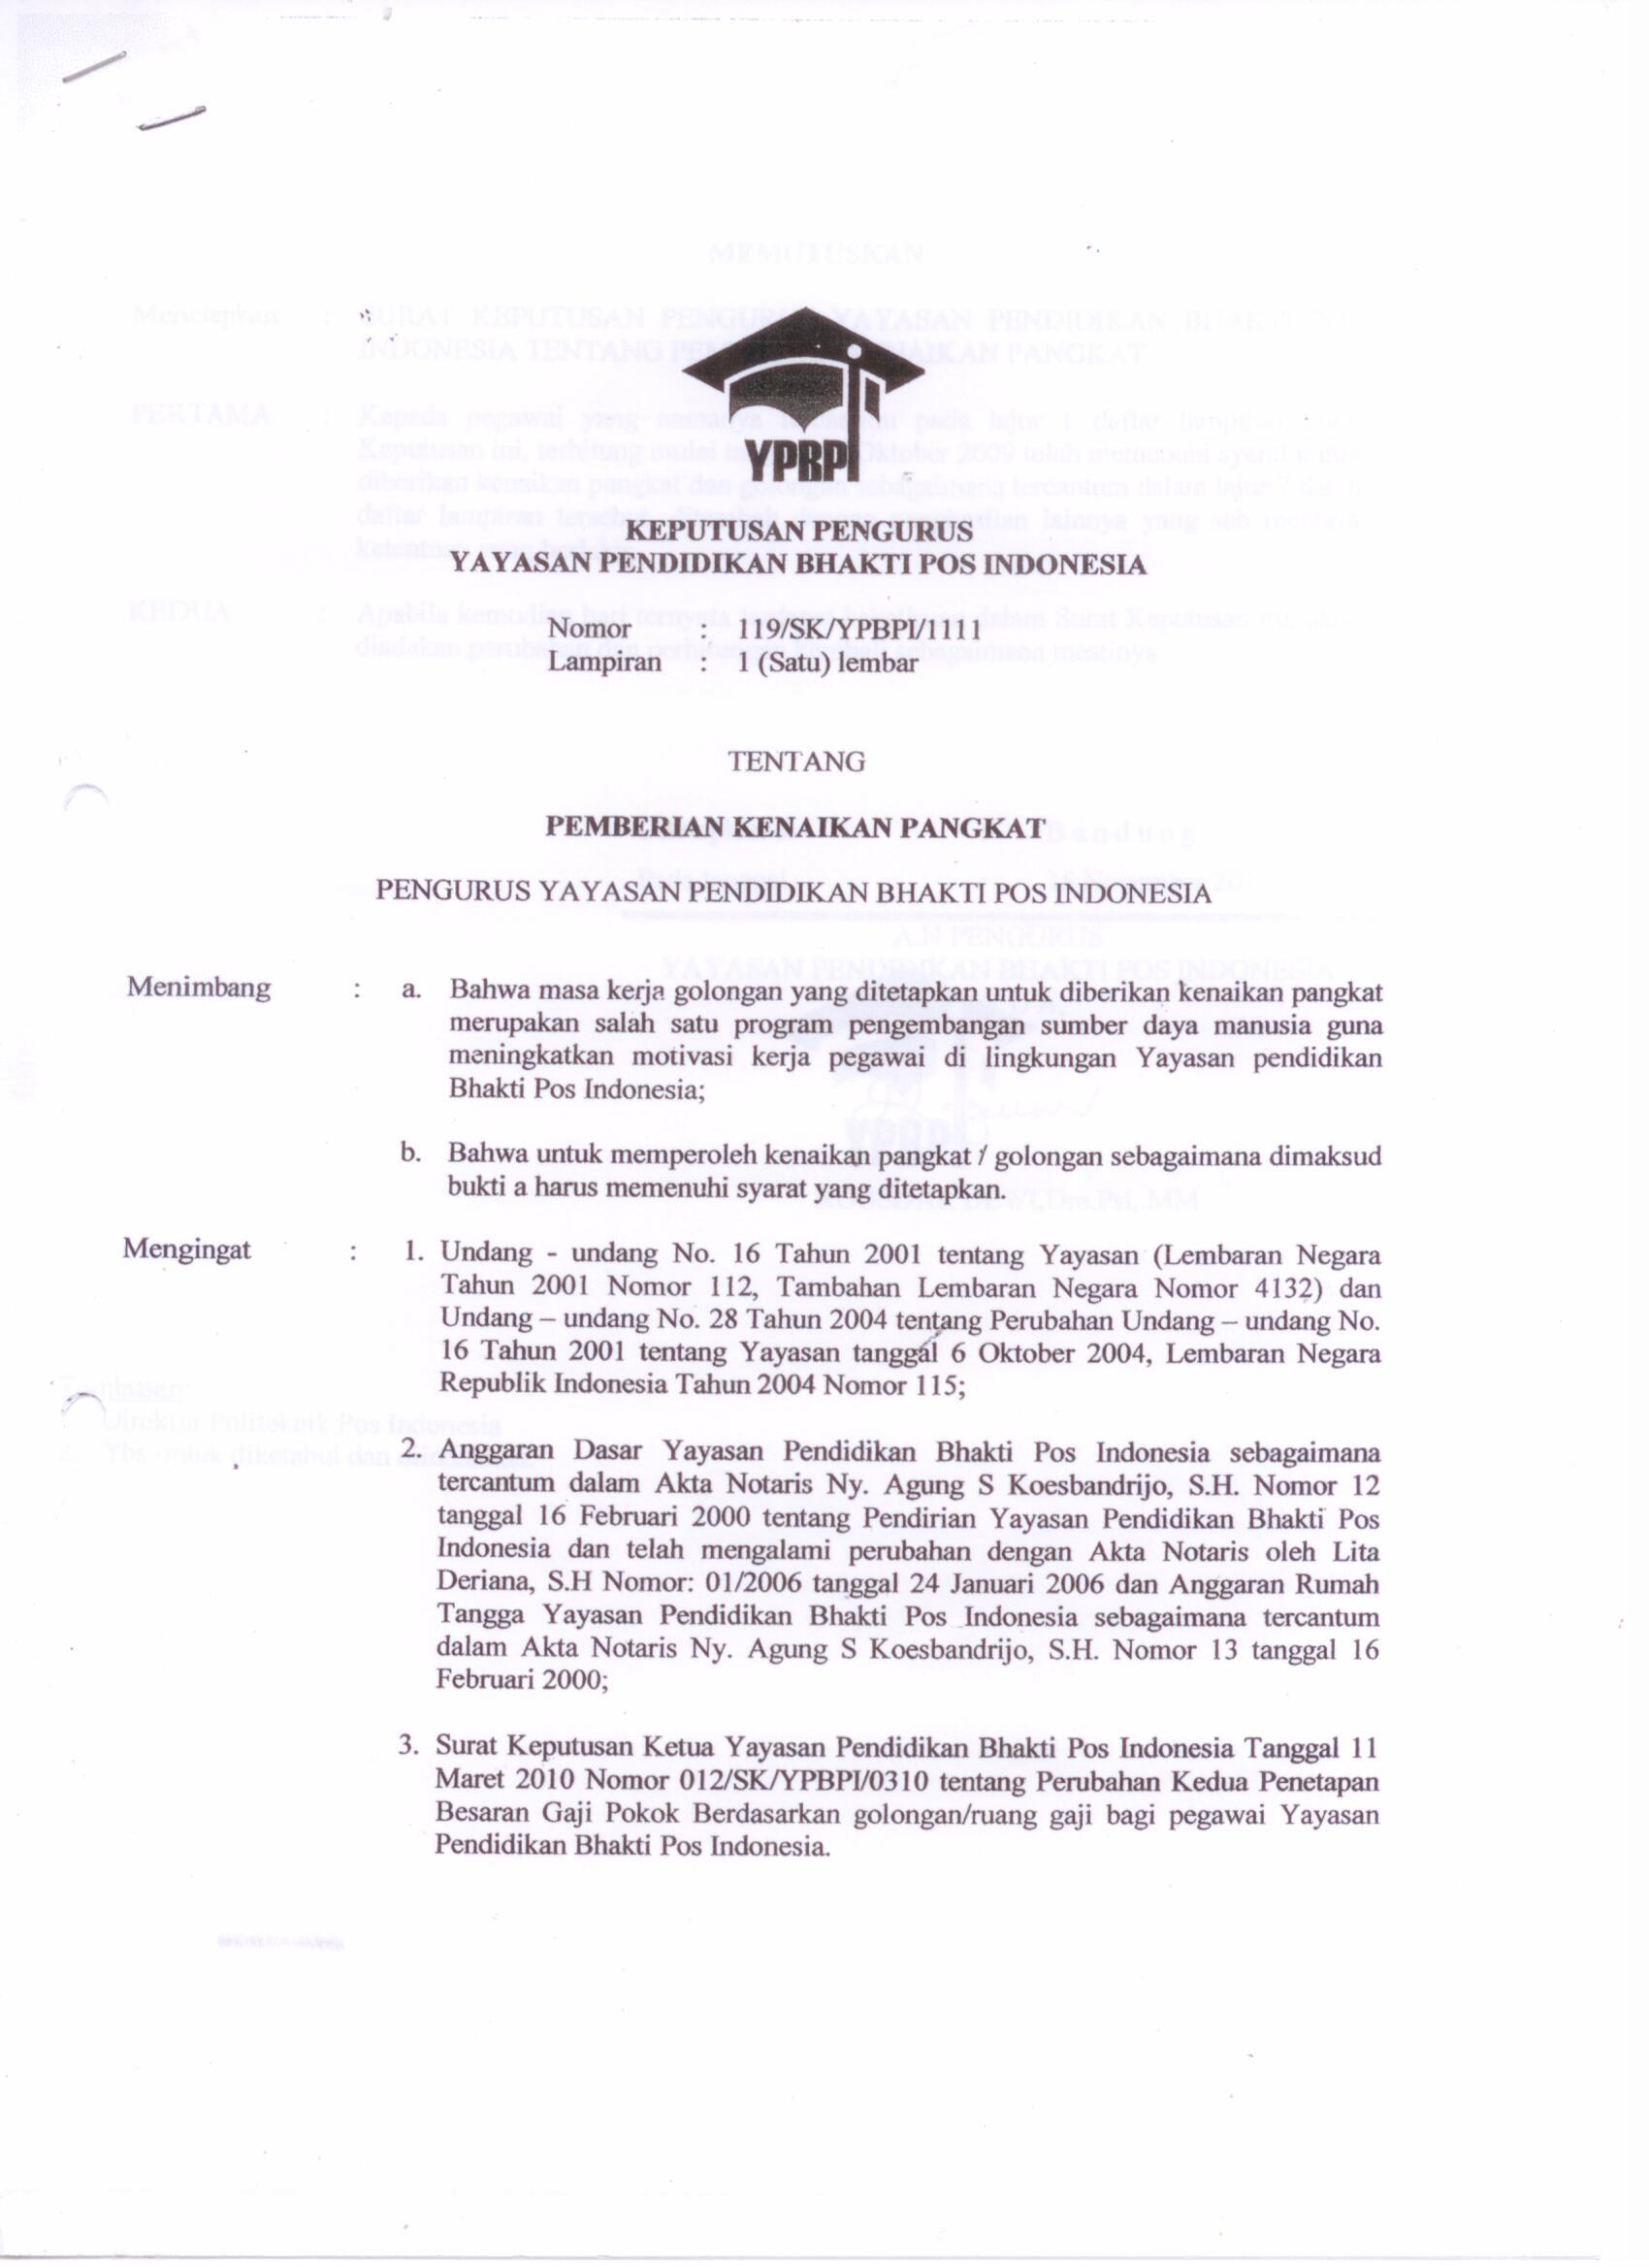 YPBPI
KEPUTUSAN PENGURUS
YAYASAN PENDIDIKAN BHAKTI POS INDONESIA
Nomor : 119/SK/YPBPI/1111
Lampiran : 1 (Satu) lembar
TENTANG
PEMBERIAN KENAIKAN PANGKAT
PENGURUS YAYASAN PENDIDIKAN BHAKTI POS INDONESIA
Menimbang : a. Bahwa masa kerja golongan yang ditetapkan untuk diberikan kenaikan pangkat
merupakan salah satu program pengembangan sumber daya manusia guna
meningkatkan motivasi kerja pegawai di lingkungan Yayasan pendidikan
Bhakti Pos Indonesia;
b. Bahwa untuk memperoleh kenaikan pangkat / golongan sebagaimana dimaksud
bukti a harus memenuhi syarat yang ditetapkan.
Mengingat : 1. Undang - undang No. 16 Tahun 2001 tentang Yayasan (Lembaran Negara
Tahun 2001 Nomor 112, Tambahan Lembaran Negara Nomor 4132) dan
Undang – undang No. 28 Tahun 2004 tentang Perubahan Undang – undang No.
16 Tahun 2001 tentang Yayasan tanggal 6 Oktober 2004, Lembaran Negara
Republik Indonesia Tahun 2004 Nomor 115;
2. Anggaran Dasar Yayasan Pendidikan Bhakti Pos Indonesia sebagaimana
tercantum dalam Akta Notaris Ny. Agung S Koesbandrijo, S.H. Nomor 12
tanggal 16 Februari 2000 tentang Pendirian Yayasan Pendidikan Bhakti Pos
Indonesia dan telah mengalami perubahan dengan Akta Notaris oleh Lita
Deriana, S.H Nomor: 01/2006 tanggal 24 Januari 2006 dan Anggaran Rumah
Tangga Yayasan Pendidikan Bhakti Pos Indonesia sebagaimana tercantum
dalam Akta Notaris Ny. Agung S Koesbandrijo, S.H. Nomor 13 tanggal 16
Februari 2000;
3. Surat Keputusan Ketua Yayasan Pendidikan Bhakti Pos Indonesia Tanggal 11
Maret 2010 Nomor 012/SK/YPBPI/0310 tentang Perubahan Kedua Penetapan
Besaran Gaji Pokok Berdasarkan golongan/ruang gaji bagi pegawai Yayasan
Pendidikan Bhakti Pos Indonesia.